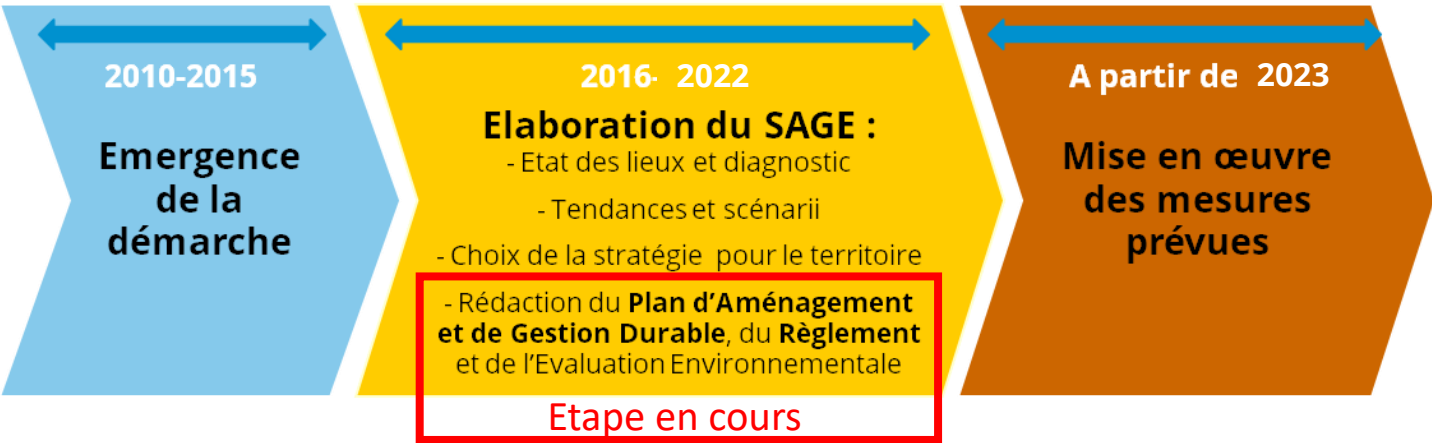 2010-2015
Emergence
de la
démarche
2016- 2022
Elaboration du SAGE :
- Etat des lieux et diagnostic
- Tendances et scénarii
- Choix de la stratégie pour le territoire
- Rédaction du Plan d’Aménagement
et de Gestion Durable, du Règlement
et de l’Evaluation Environnementale
Etape en cours
A partir de 2023
Mise en œuvre
des mesures
prévues